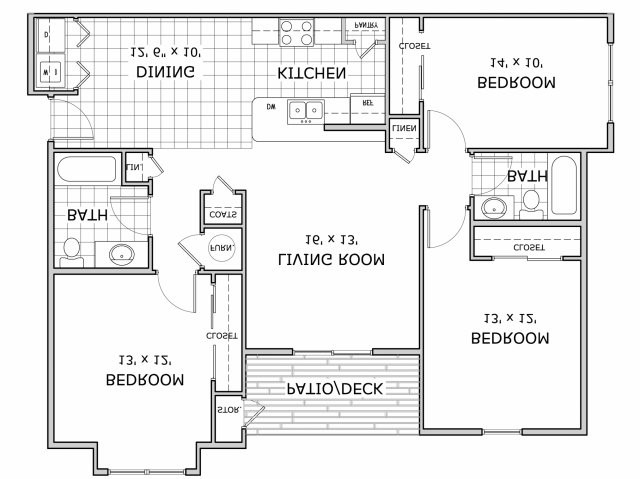 D
W
12' 6" x 10'
DINING
KITCHEN
PANTRY
DW
REF
CLOSET
14' x 10'
BEDROOM
LINEN
LIN.
BATH
COATS
FURN.
16' x 13'
LIVING ROOM
BATH
CLOSET
13' x 12'
BEDROOM
CLOSET
13' x 12'
BEDROOM
PATIO/DECK
STOR.